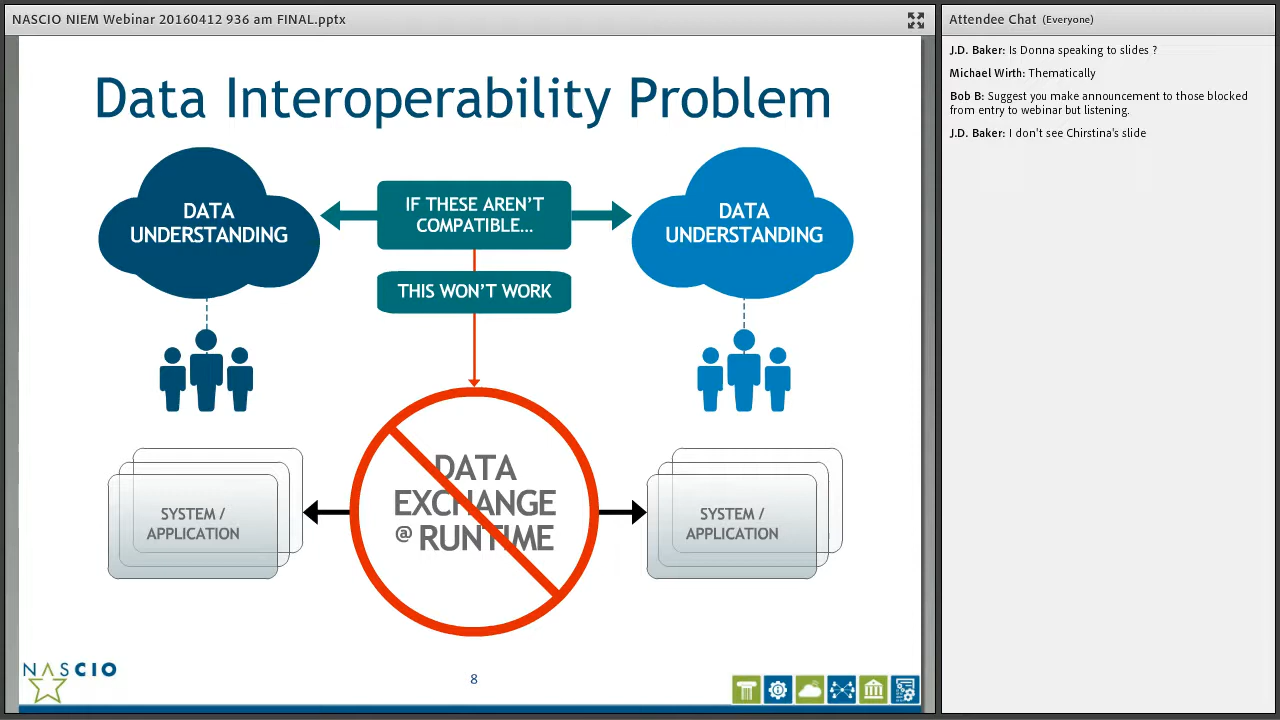 NASCIO NIEM Webinar 20160412 936 am FINAL.pptx
Data Interoperability Problem
DATA
UNDERSTANDING
IF THESE AREN'T
COMPATIBLE...
DATA
UNDERSTANDING
THIS WON'T WORK
DATA
EXCHANGE
@ RUNTIME
SYSTEM /
APPLICATION
SYSTEM /
APPLICATION
NASCIO
8
Attendee Chat (Everyone)
J.D. Baker: Is Donna speaking to slides ?
Michael Wirth: Thematically
Bob B: Suggest you make announcement to those blocked
from entry to webinar but listening.
J.D. Baker: I don't see Chirstina's slide